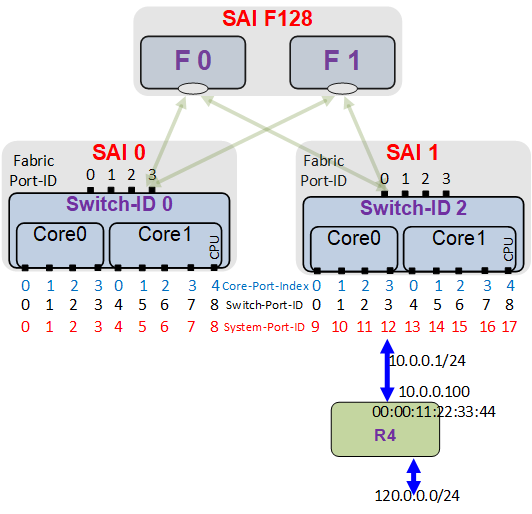 SAI F128
F 0 F 1
SAI 0 SAI 1
Fabric Port-ID 0 1 2 3 Fabric Port-ID 0 1 2 3
Switch-ID 0 Switch-ID 2
Core0 Core1 CPU Core0 Core1 CPU
0 1 2 3 0 1 2 3 4 Core-Port-Index 0 1 2 3 0 1 2 3 4
0 1 2 3 4 5 6 7 8 Switch-Port-ID 0 1 2 3 4 5 6 7 8
0 1 2 3 4 5 6 7 8 System-Port-ID 9 10 11 12 13 14 15 16 17
10.0.0.1/24
10.0.0.100
00:00:11:22:33:44
R4
120.0.0.0/24